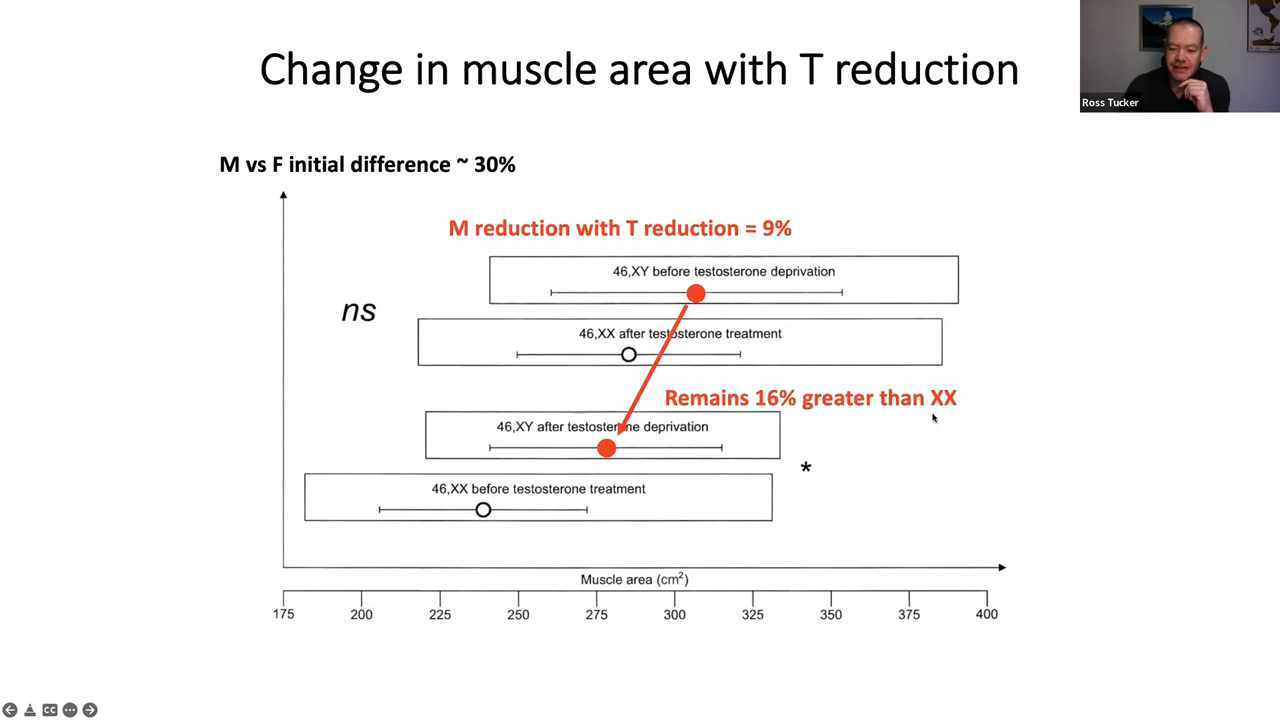 Change in muscle area with T reduction
Ross Tucker
M vs F initial difference ~ 30%
M reduction with T reduction = 9%
46,XY before testosterone deprivation
ns
46,XX after testosterone treatment
Remains 16% greater than XX
46,XY after testosterone deprivation
*
46,XX before testosterone treatment
Muscle area (cm²)
175 200 225 250 275 300 325 350 375 400
CC